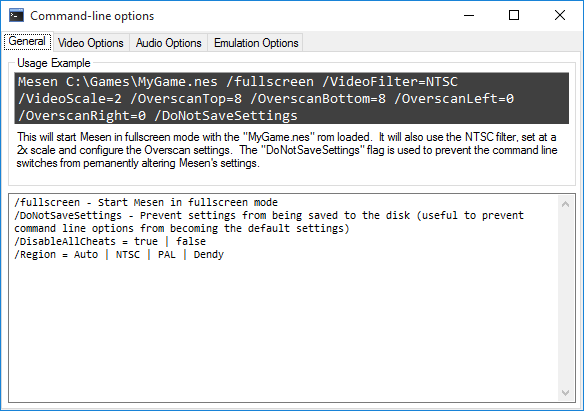 Command-line options
General Video Options Audio Options Emulation Options
Usage Example
Mesen C:\Games\MyGame.nes /fullscreen /VideoFilter=NTSC
/VideoScale=2 /OverscanTop=8 /OverscanBottom=8 /OverscanLeft=0
/OverscanRight=0 /DoNotSaveSettings
This will start Mesen in fullscreen mode with the "MyGame.nes" rom loaded. It will also use the NTSC filter, set at a
2x scale and configure the Overscan settings. The "DoNotSaveSettings" flag is used to prevent the command line
switches from pemanently altering Mesen's settings.
/fullscreen - Start Mesen in fullscreen mode
/DoNotSaveSettings - Prevent settings from being saved to the disk (useful to prevent
command line options from becoming the default settings)
/DisableAllCheats = true | false
/Region = Auto | NTSC | PAL | Dendy